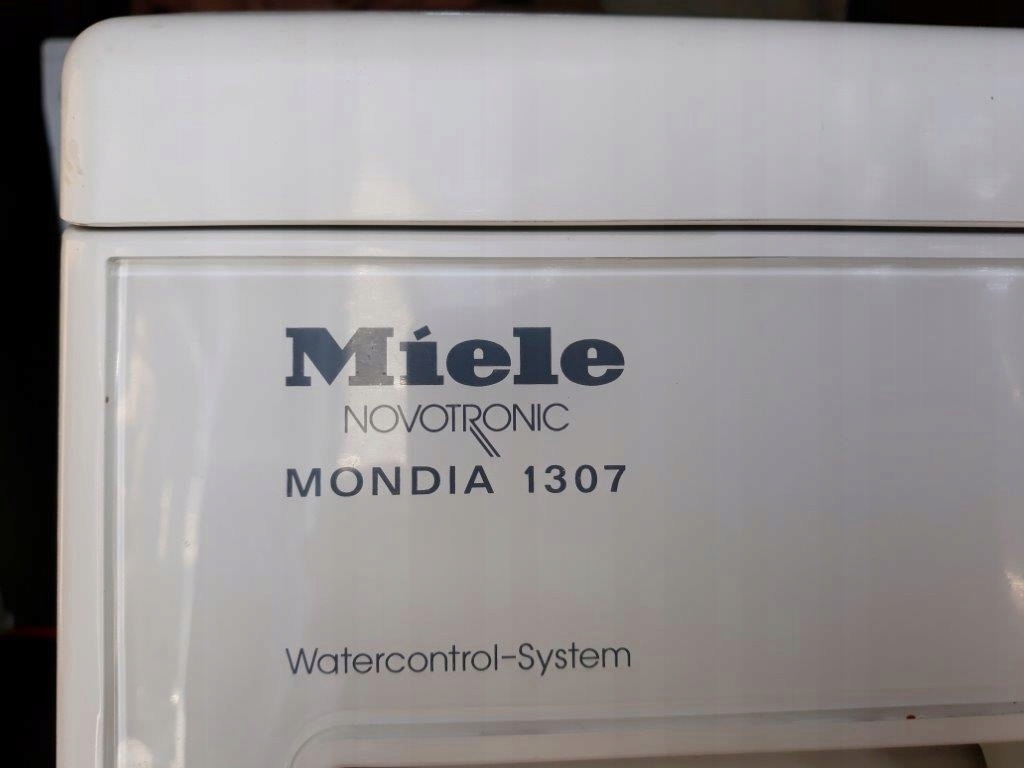 Miele
NOVOTRONIC
MONDIA 1307
Watercontrol-System